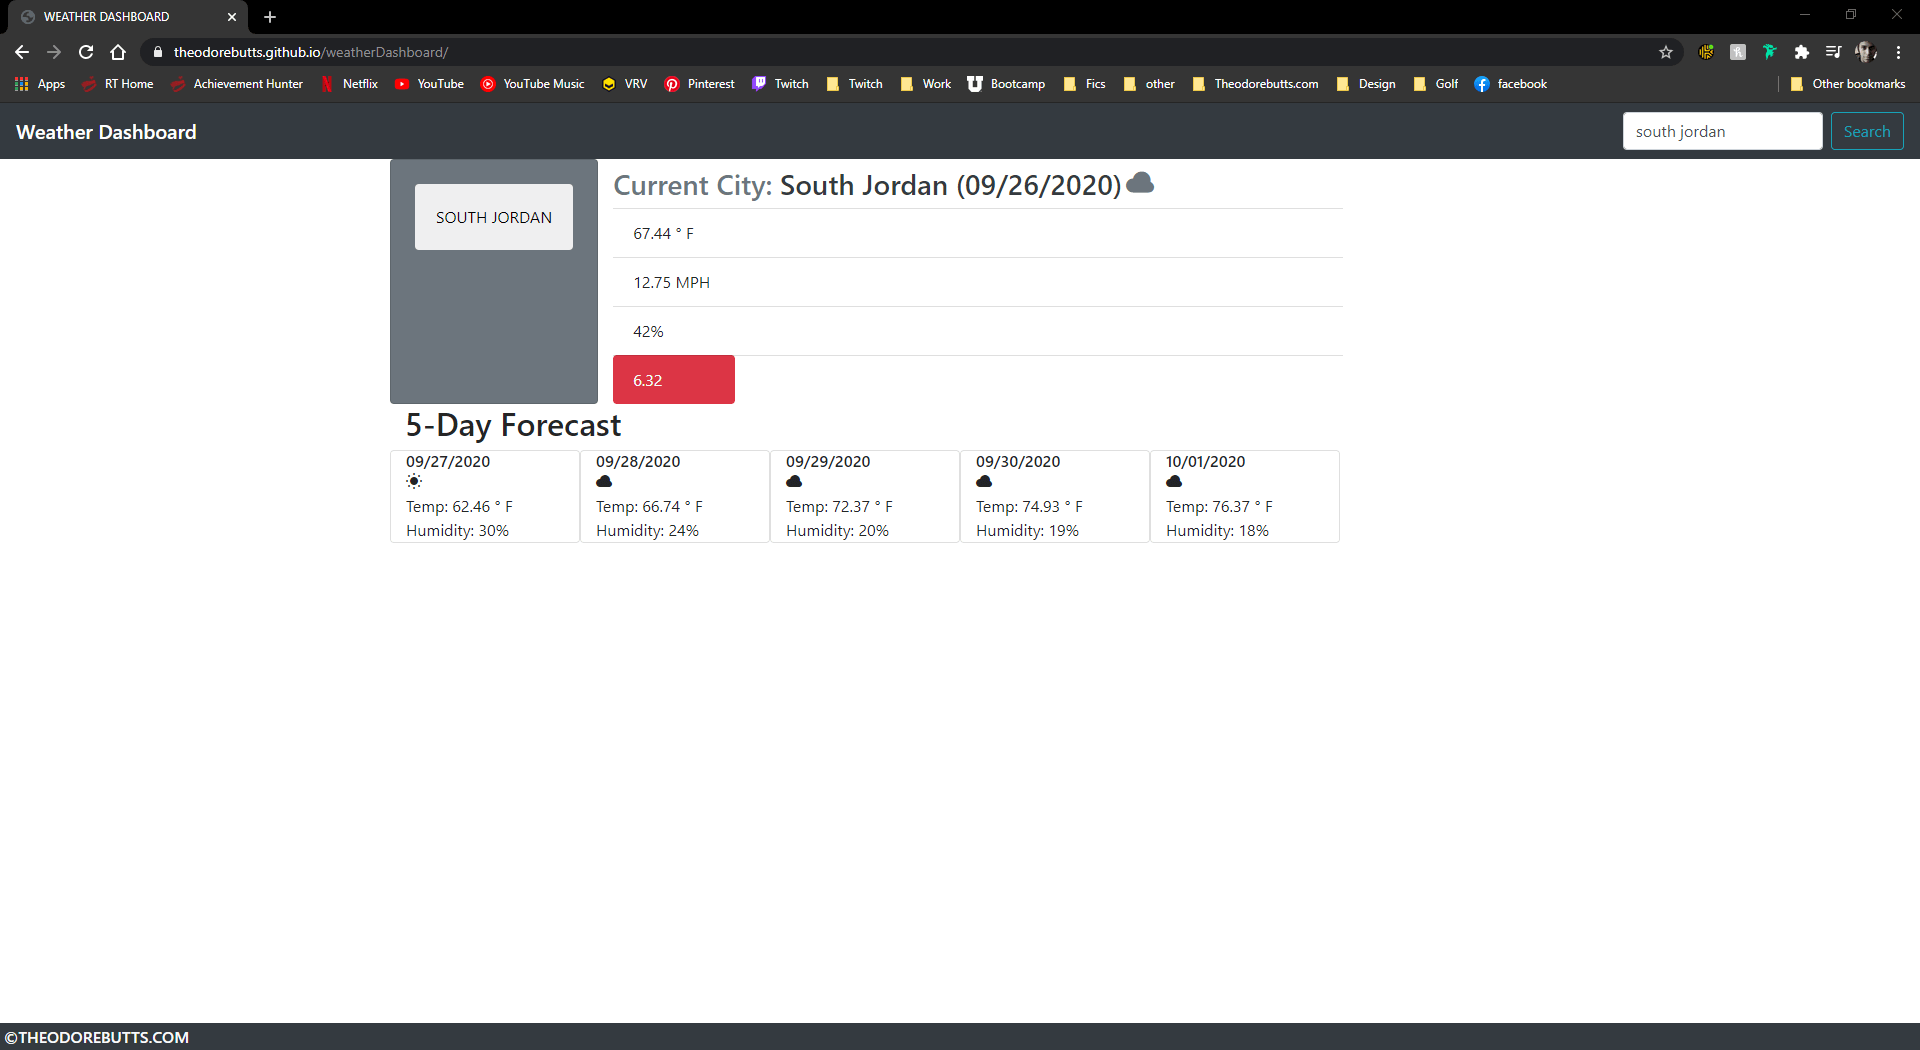 WEATHER DASHBOARD
theodorebutts.github.io/weatherDashboard/
Apps RT Home Achievement Hunter Netflix YouTube YouTube Music VRV Pinterest Twitch Twitch Work Bootcamp Fics other Theodorebutts.com Design Golf facebook Other bookmarks
Weather Dashboard south jordan Search
SOUTH JORDAN
Current City: South Jordan (09/26/2020)
67.44 ° F
12.75 MPH
42%
6.32
5-Day Forecast
09/27/2020 09/28/2020 09/29/2020 09/30/2020 10/01/2020
Temp: 62.46 ° F Temp: 66.74 ° F Temp: 72.37 ° F Temp: 74.93 ° F Temp: 76.37 ° F
Humidity: 30% Humidity: 24% Humidity: 20% Humidity: 19% Humidity: 18%
©THEODOREBUTTS.COM